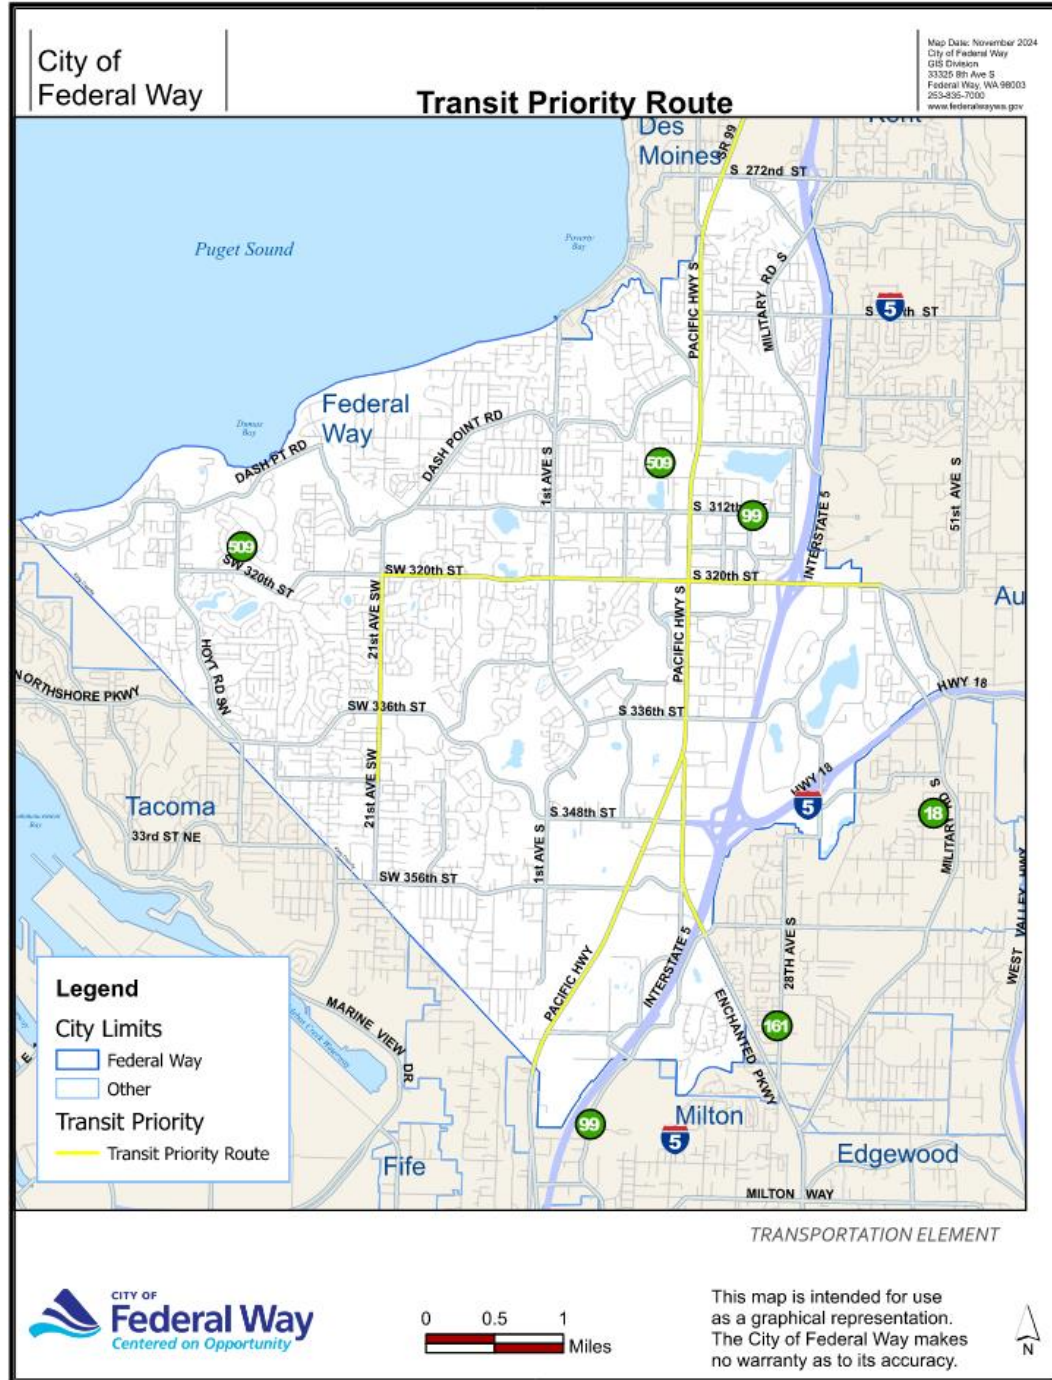 City of
Federal Way
Transit Priority Route
Map Date: November 2024
City of Federal Way
GIS Division
33325 8th Ave S
Federal Way, WA 98003
253-835-7000
www.federalwaywa.gov
Des
Moines
SR 99
S 272nd ST
Puget Sound
Poverty
Bay
PACIFIC HWY S
MILITARY RD S
5
S th ST
Federal
Way
Dumas
Bay
DASH PT RD
DASH POINT RD
1st AVE S
509
S 312th
99
51st AVE S
INTERSTATE 5
509
SW 320th ST
SW 320th ST
S 320th ST
Au
21st AVE SW
PACIFIC HWY S
HOYT RD SW
NORTHSHORE PKWY
HWY 18
SW 336th ST
S 336th ST
21st AVE SW
HWY 18
5
Tacoma
33rd ST NE
S 348th ST
1st AVE S
18
MILITARY RD S
SW 356th ST
WEST VALLEY HWY
28TH AVE S
PACIFIC HWY
INTERSTATE 5
ENCHANTED PKWY
161
MARINE VIEW DR
99
Milton
5
Edgewood
Fife
MILTON WAY
Legend
City Limits
Federal Way
Other
Transit Priority
Transit Priority Route
TRANSPORTATION ELEMENT
CITY OF
Federal Way
Centered on Opportunity
0 0.5 1
Miles
This map is intended for use
as a graphical representation.
The City of Federal Way makes
no warranty as to its accuracy.
N